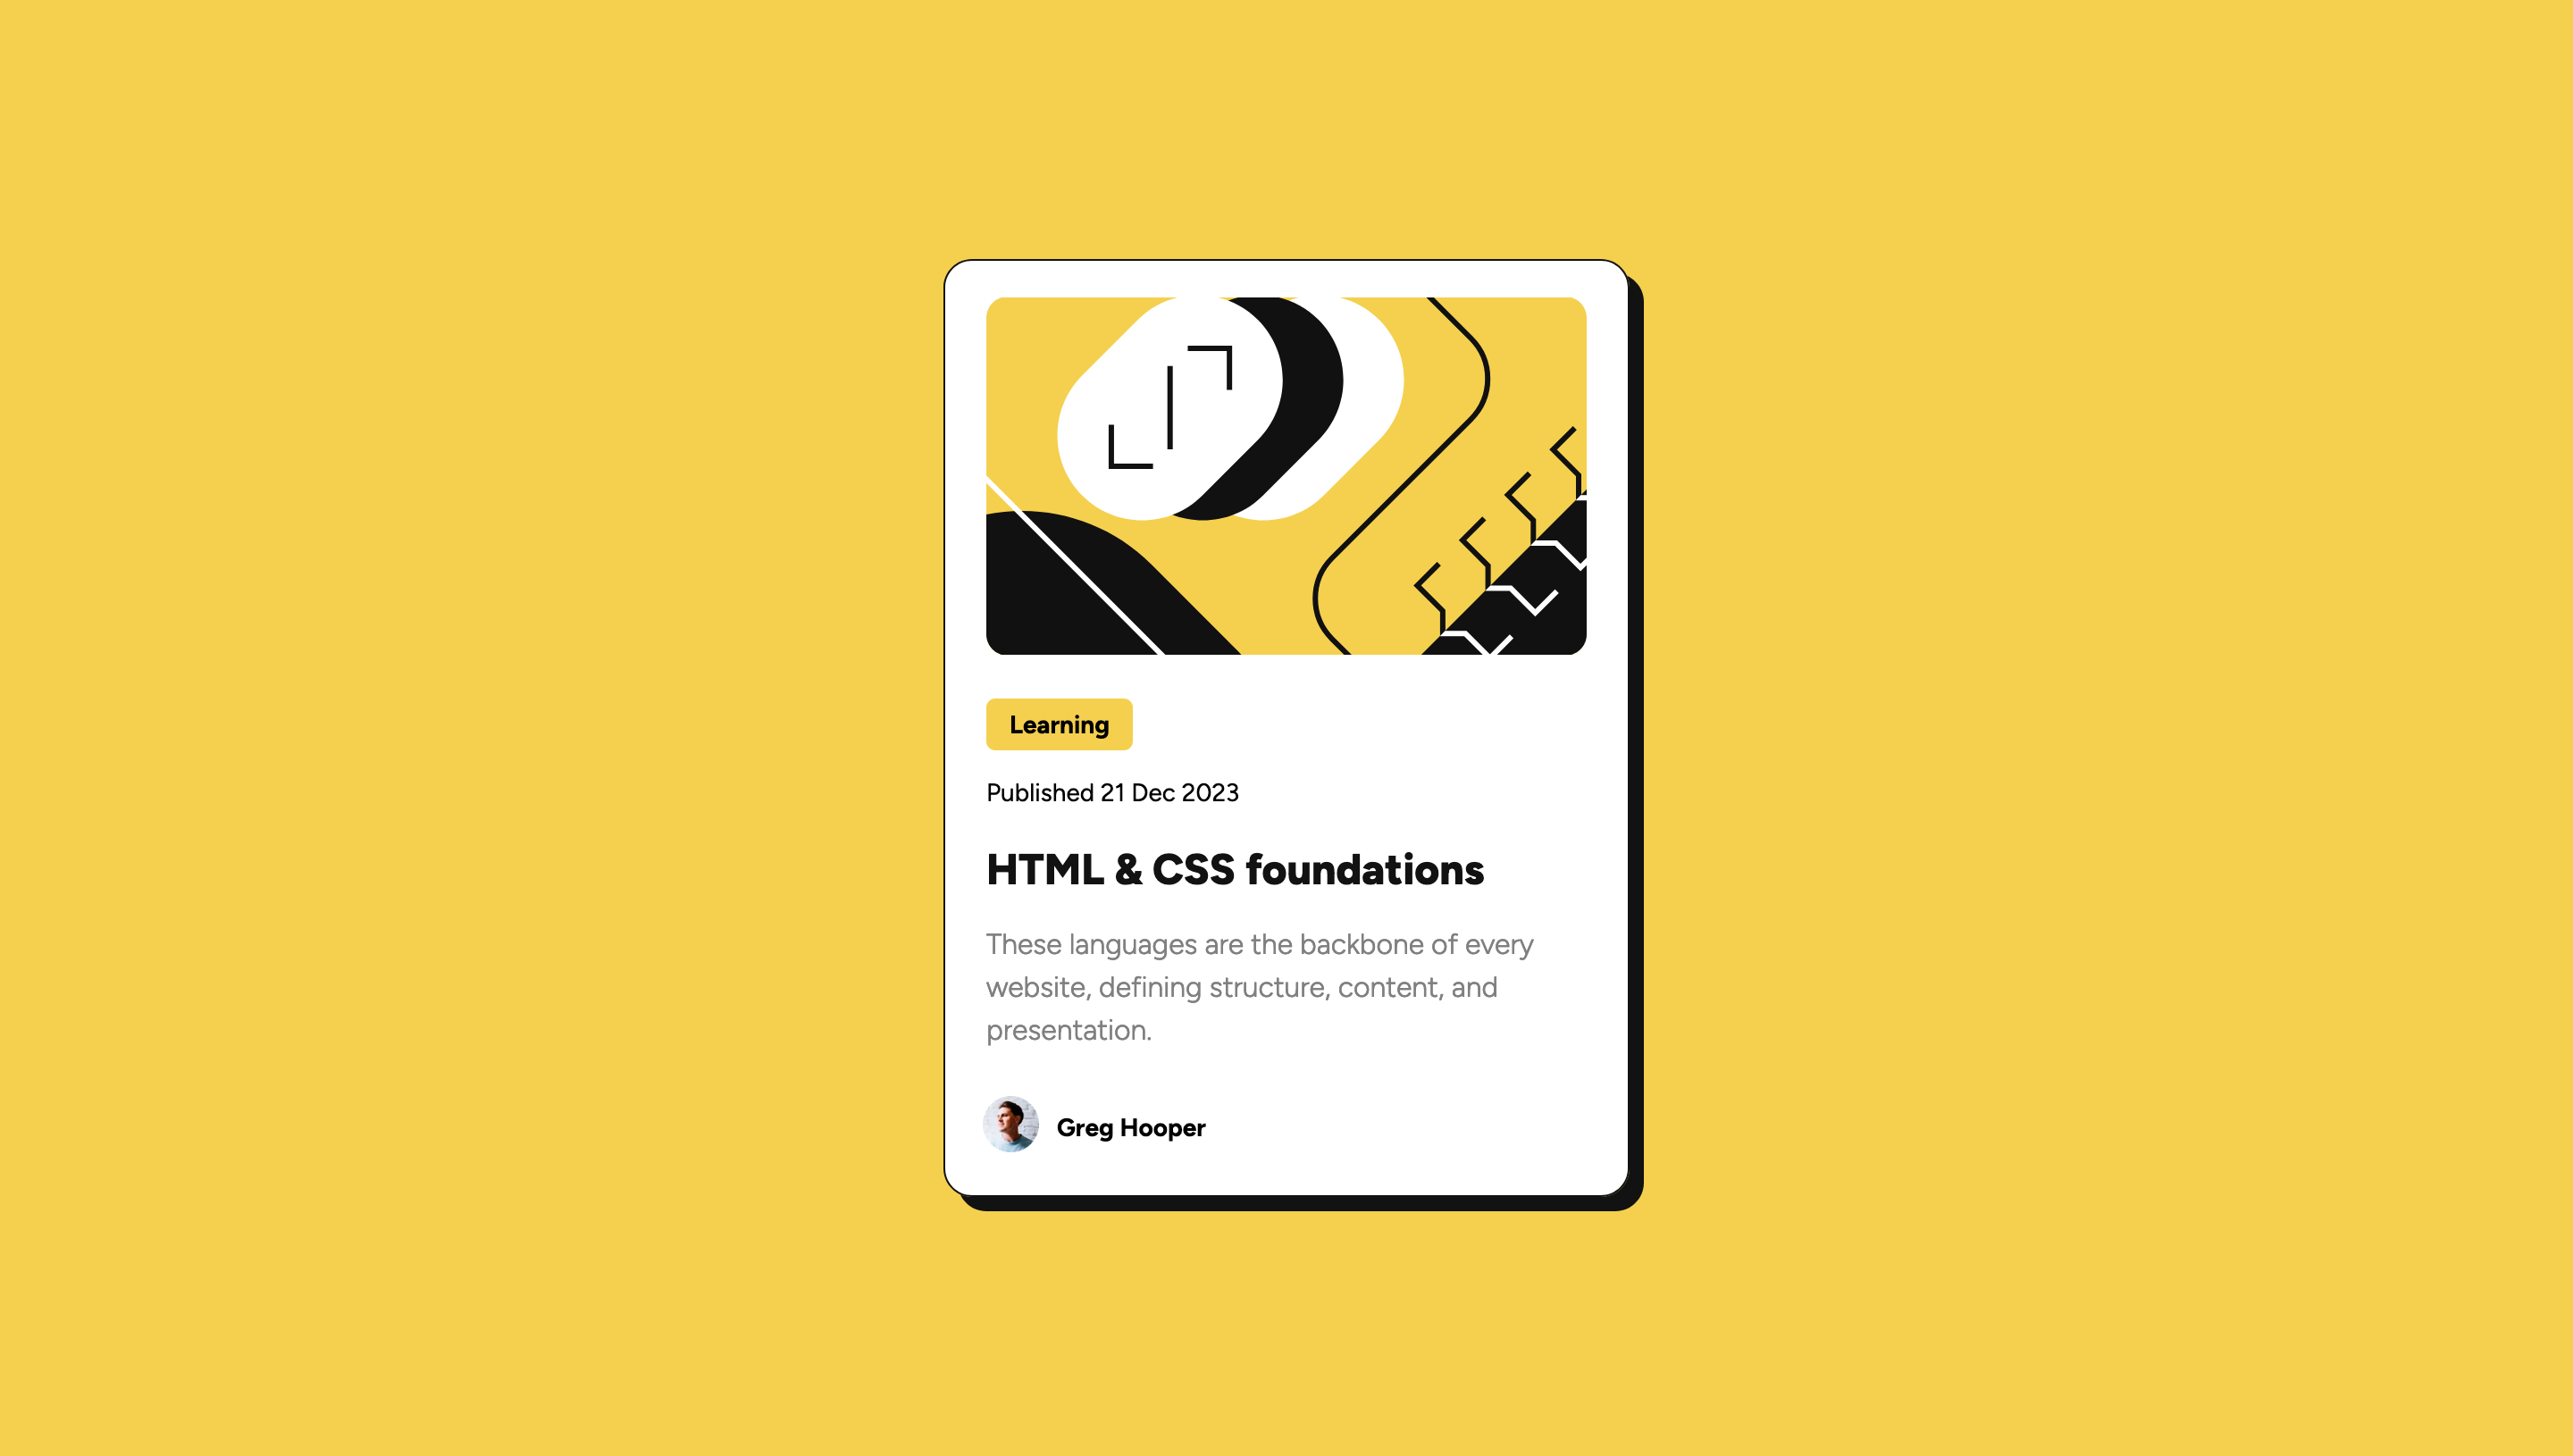 Learning
Published 21 Dec 2023
HTML & CSS foundations
These languages are the backbone of every
website, defining structure, content, and
presentation.
Greg Hooper